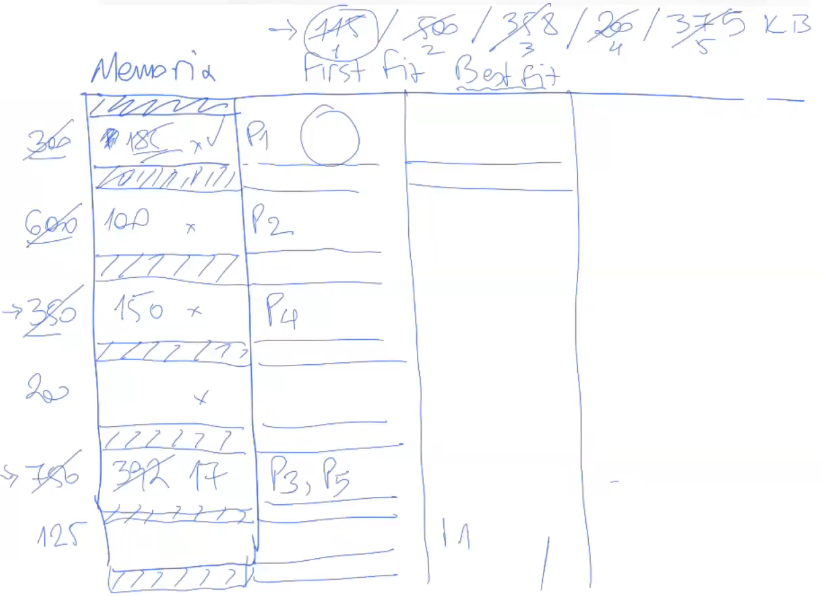 → 115 / 500 / 358 / 200 / 375 KB
1 2 3 4 5
Memoria First Fit Best fit
300 185 x ✓ P1
600 100 x P2
→ 350 150 x P4
200 x
→ 750 392 17 P3, P5
125